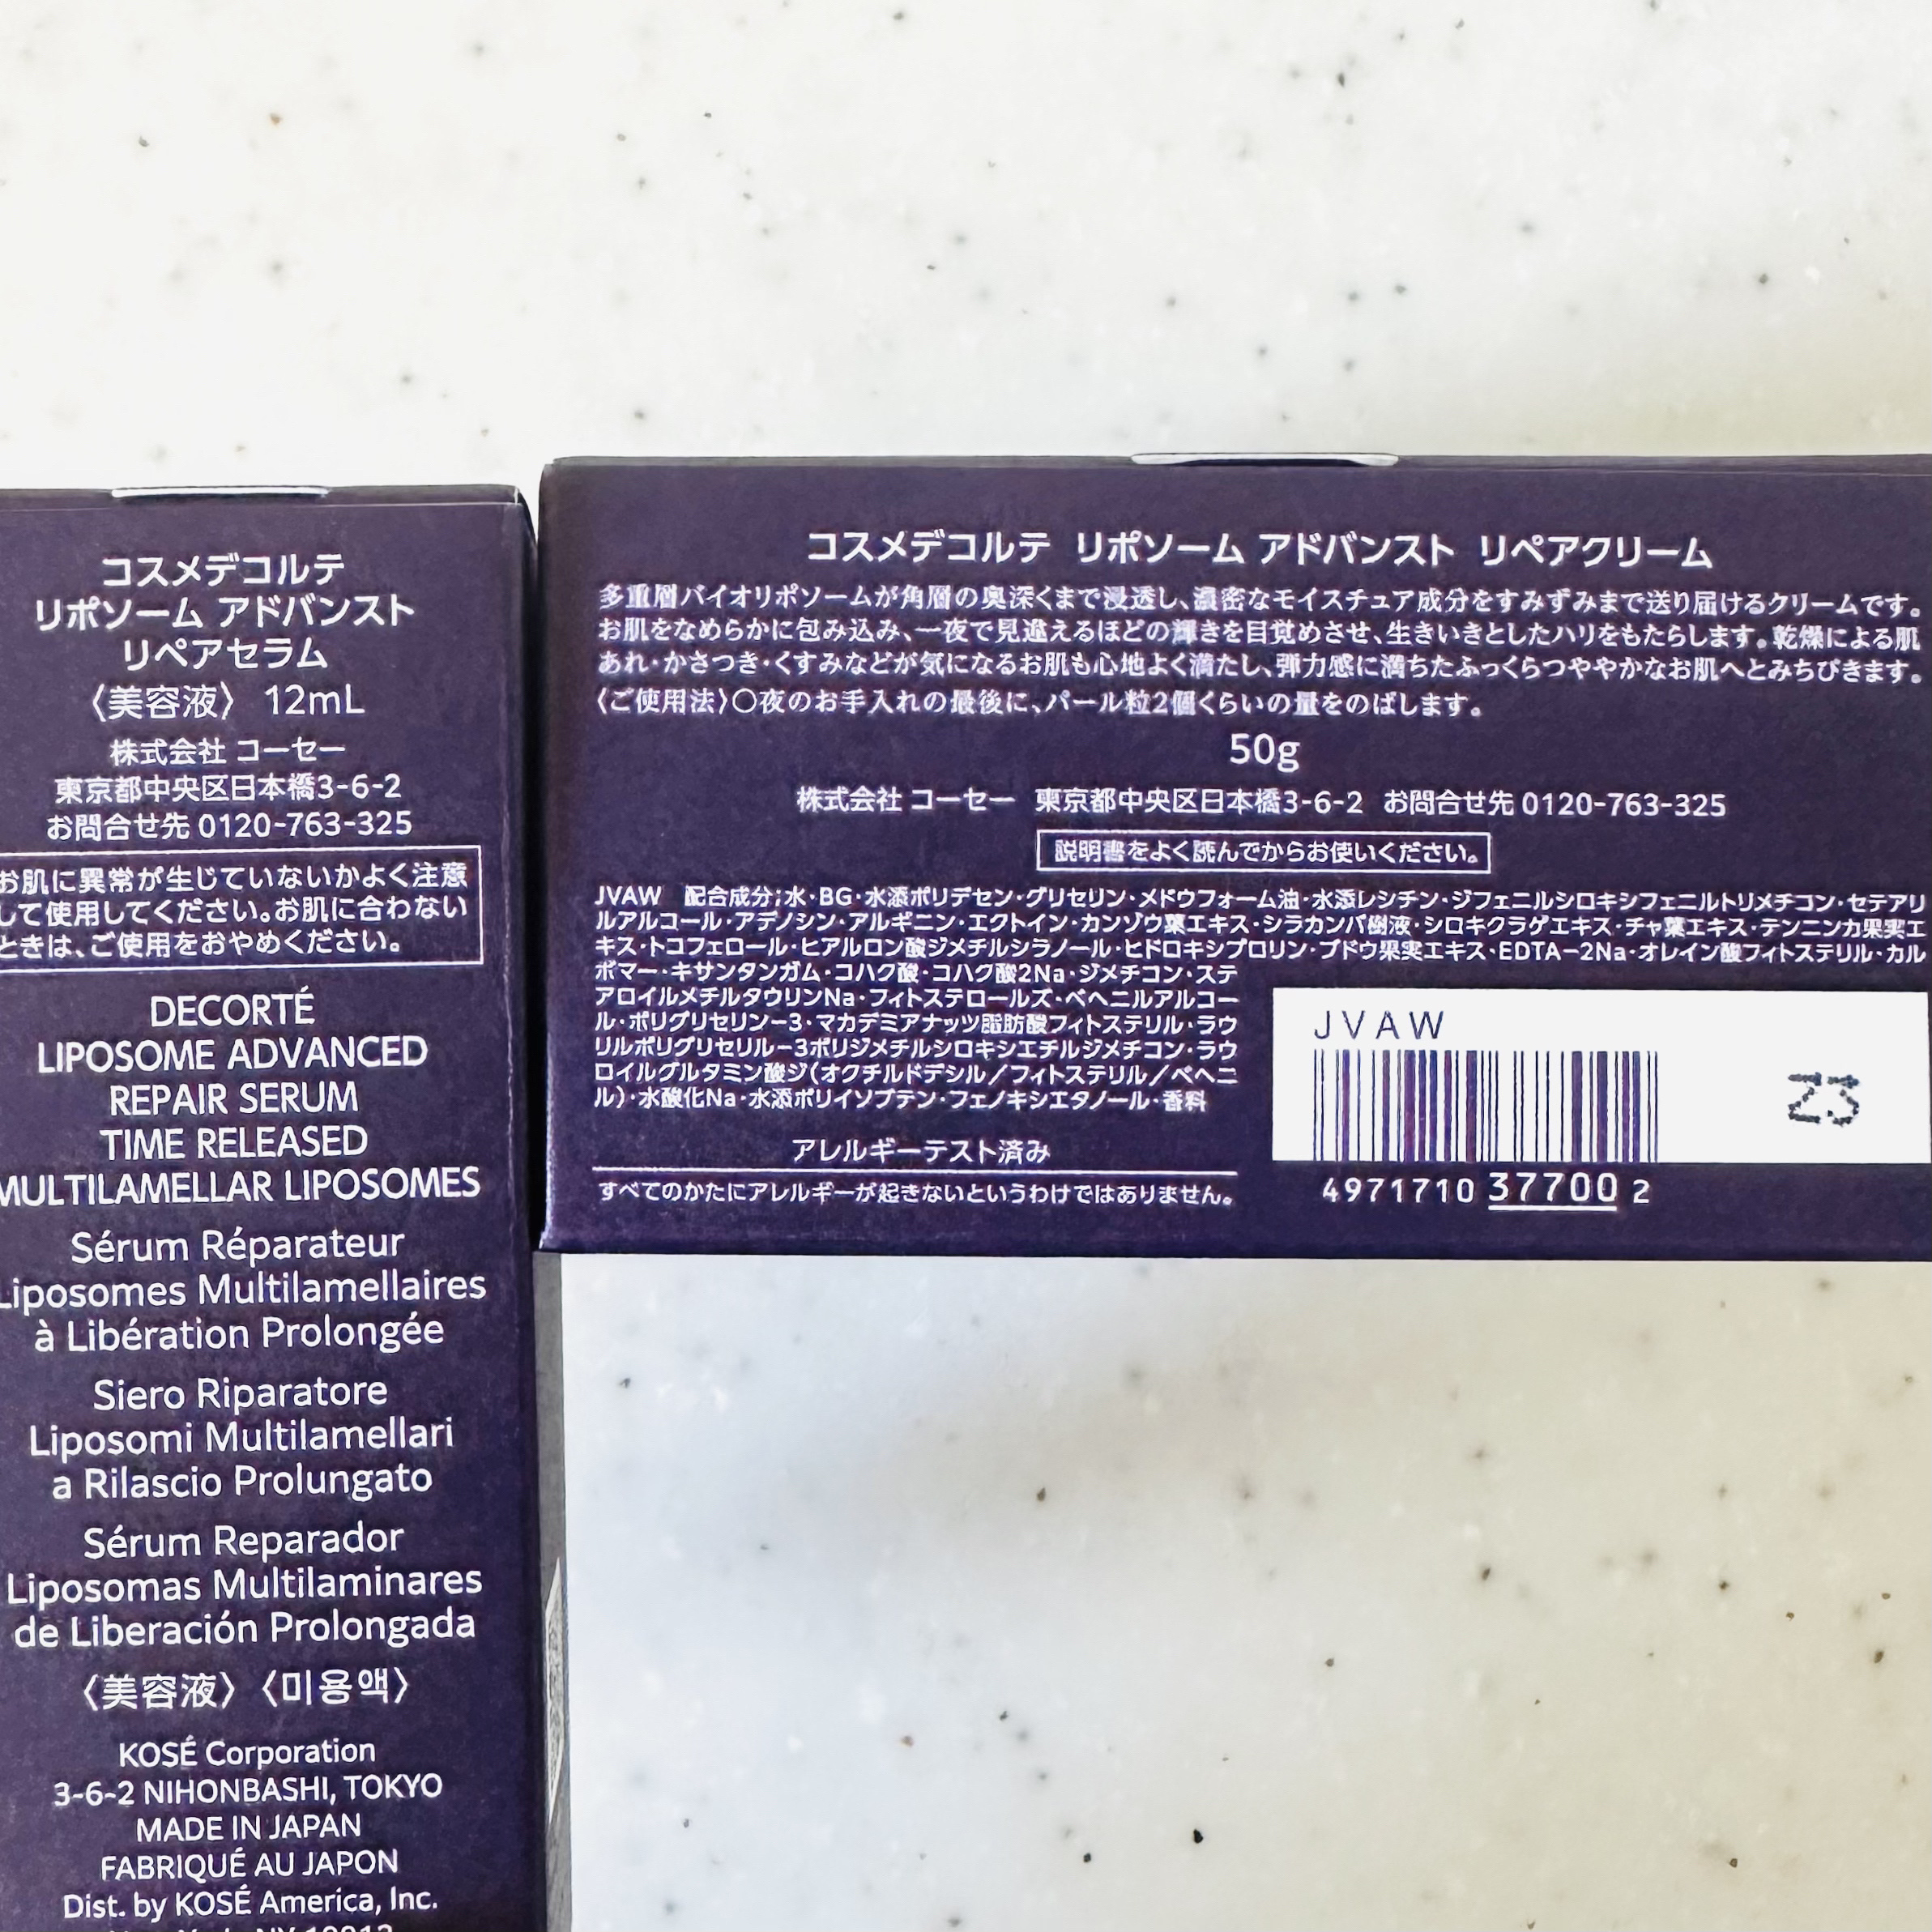 コスメデコルテ
リポソーム アドバンスト
リペアセラム
〈美容液〉 12mL
株式会社 コーセー
東京都中央区日本橋3-6-2
お問合せ先 0120-763-325
お肌に異常が生じていないかよく注意
して使用してください。お肌に合わない
ときは、ご使用をおやめください。
DECORTÉ
LIPOSOME ADVANCED
REPAIR SERUM
TIME RELEASED
MULTILAMELLAR LIPOSOMES
Sérum Réparateur
Liposomes Multilamellaires
à Libération Prolongée
Siero Riparatore
Liposomi Multilamellari
a Rilascio Prolungato
Sérum Reparador
Liposomas Multilaminares
de Liberación Prolongada
〈美容液〉〈미용액〉
KOSÉ Corporation
3-6-2 NIHONBASHI, TOKYO
MADE IN JAPAN
FABRIQUÉ AU JAPON
Dist. by KOSÉ America, Inc.
コスメデコルテ リポソーム アドバンスト リペアクリーム
多重層バイオリポソームが角層の奥深くまで浸透し、濃密なモイスチュア成分をすみずみまで送り届けるクリームです。
お肌をなめらかに包み込み、一夜で見違えるほどの輝きを目覚めさせ、生きいきとしたハリをもたらします。乾燥による肌
あれ・かさつき・くすみなどが気になるお肌も心地よく満たし、弾力感に満ちたふっくらつややかなお肌へとみちびきます。
〈ご使用法〉○夜のお手入れの最後に、パール粒2個くらいの量をのばします。
50g
株式会社 コーセー 東京都中央区日本橋3-6-2 お問合せ先 0120-763-325
説明書をよく読んでからお使いください。
JVAW 配合成分;水・BG・水添ポリデセン・グリセリン・メドウフォーム油・水添レシチン・ジフェニルシロキシフェニルトリメチコン・セテアリ
ルアルコール・アデノシン・アルギニン・エクトイン・カンゾウ葉エキス・シラカンバ樹液・シロキクラゲエキス・チャ葉エキス・テンニンカ果実エ
キス・トコフェロール・ヒアルロン酸ジメチルシラノール・ヒドロキシプロリン・ブドウ果実エキス・EDTA−2Na・オレイン酸フィトステリル・カル
ボマー・キサンタンガム・コハク酸・コハク酸2Na・ジメチコン・ステ
アロイルメチルタウリンNa・フィトステロールズ・ベヘニルアルコー
ル・ポリグリセリン−3・マカデミアナッツ脂肪酸フィトステリル・ラウ
リルポリグリセリル−3ポリジメチルシロキシエチルジメチコン・ラウ
ロイルグルタミン酸ジ(オクチルドデシル／フィトステリル／ベヘニ
ル)・水酸化Na・水添ポリイソブテン・フェノキシエタノール・香料
アレルギーテスト済み
すべてのかたにアレルギーが起きないというわけではありません。
JVAW
Z3
4971710 37700 2